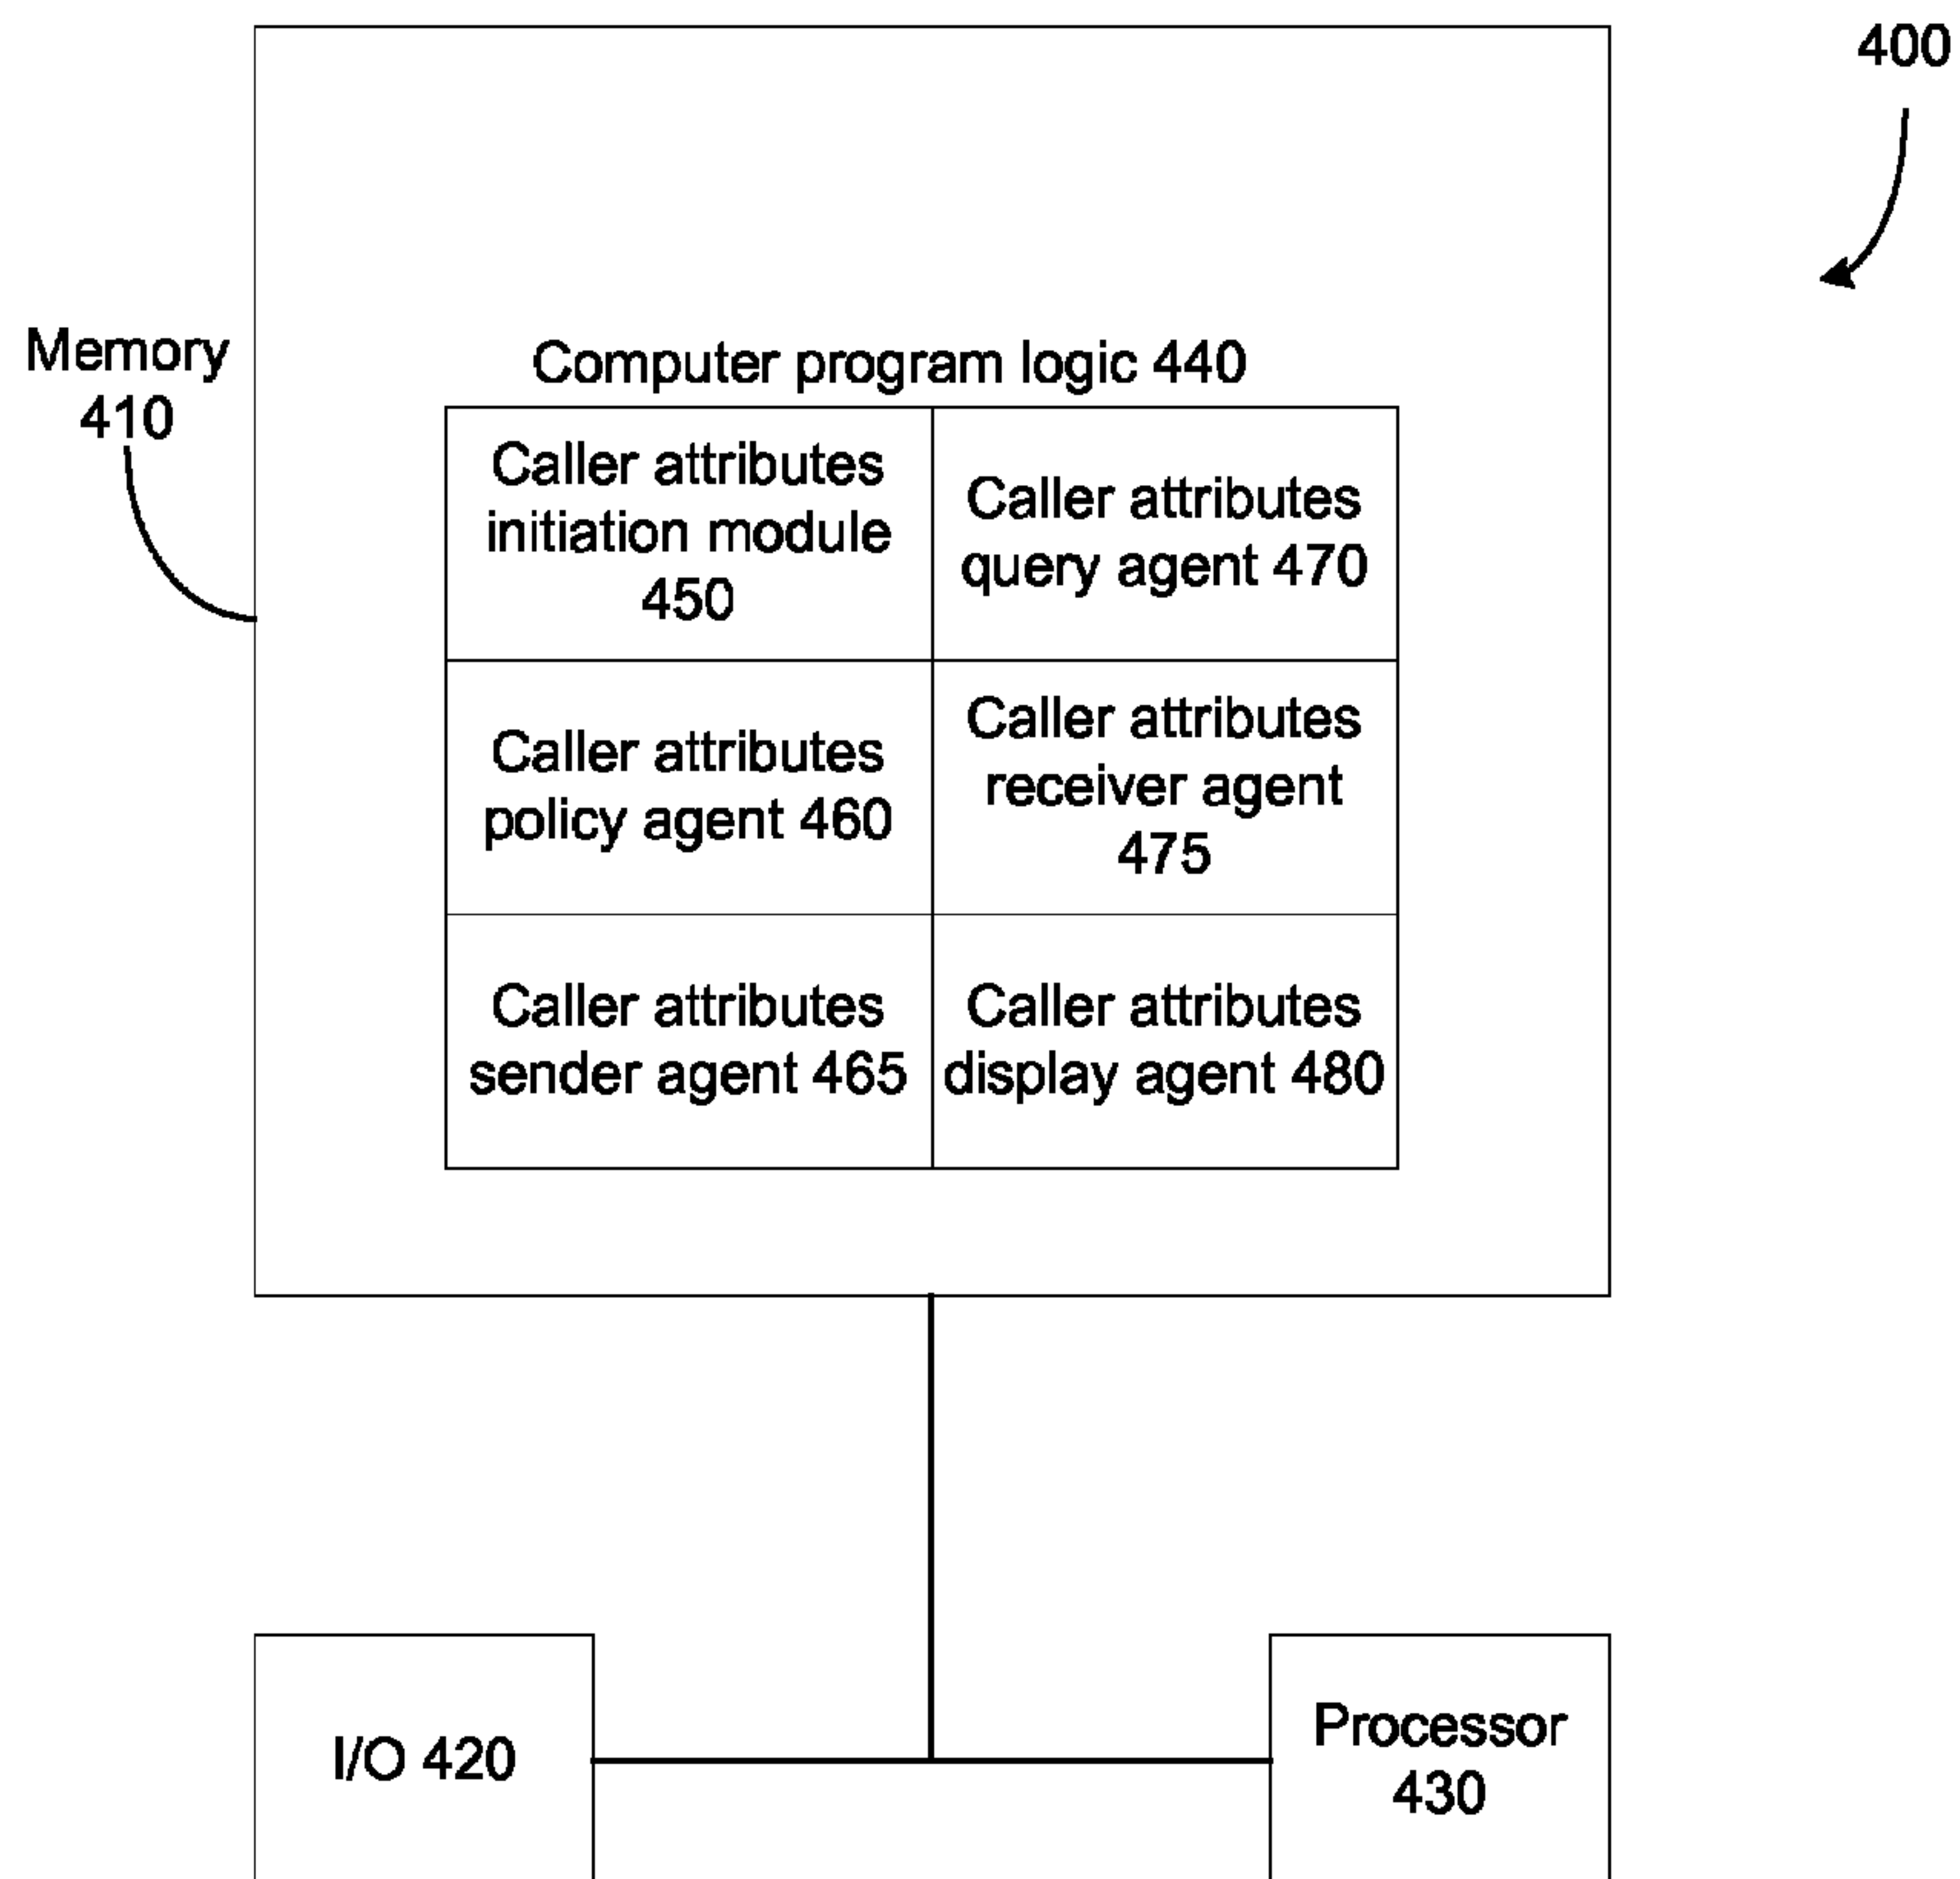 400
Memory
410
Computer program logic 440
Caller attributes
initiation module
450
Caller attributes
query agent 470
Caller attributes
policy agent 460
Caller attributes
receiver agent
475
Caller attributes
sender agent 465
Caller attributes
display agent 480
I/O 420
Processor
430